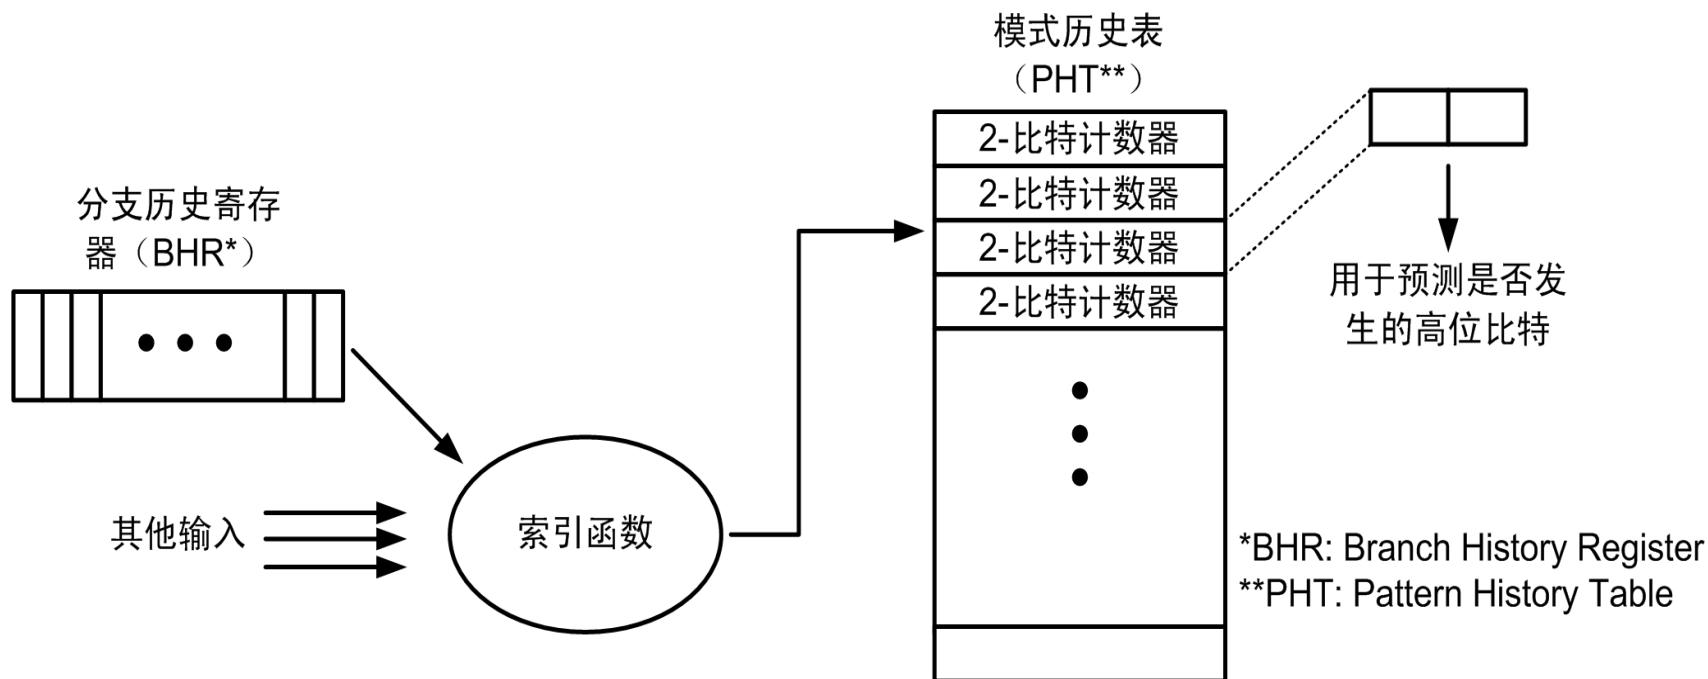 模式历史表
（PHT**）
2-比特计数器
2-比特计数器
2-比特计数器
2-比特计数器
用于预测是否发
生的高位比特
分支历史寄存
器（BHR*）
其他输入
索引函数
*BHR: Branch History Register
**PHT: Pattern History Table